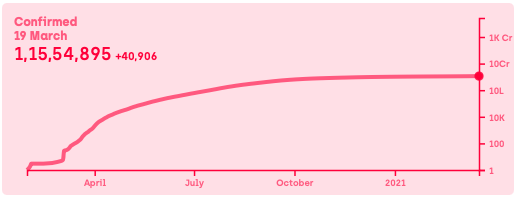 Confirmed
19 March
1,15,54,895 +40,906
1K Cr
10Cr
10L
10K
100
1
April July October 2021